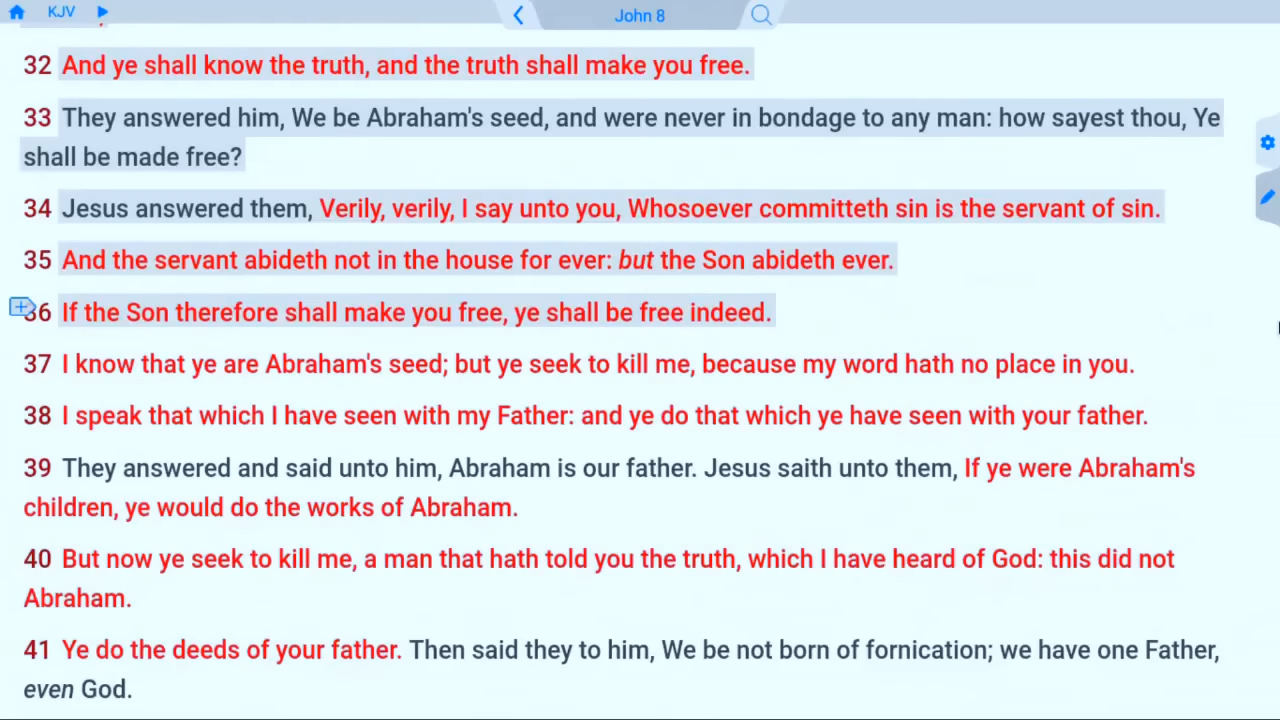 KJV
John 8
32 And ye shall know the truth, and the truth shall make you free.
33 They answered him, We be Abraham's seed, and were never in bondage to any man: how sayest thou, Ye
shall be made free?
34 Jesus answered them, Verily, verily, I say unto you, Whosoever committeth sin is the servant of sin.
35 And the servant abideth not in the house for ever: but the Son abideth ever.
36 If the Son therefore shall make you free, ye shall be free indeed.
37 I know that ye are Abraham's seed; but ye seek to kill me, because my word hath no place in you.
38 I speak that which I have seen with my Father: and ye do that which ye have seen with your father.
39 They answered and said unto him, Abraham is our father. Jesus saith unto them, If ye were Abraham's
children, ye would do the works of Abraham.
40 But now ye seek to kill me, a man that hath told you the truth, which I have heard of God: this did not
Abraham.
41 Ye do the deeds of your father. Then said they to him, We be not born of fornication; we have one Father,
even God.